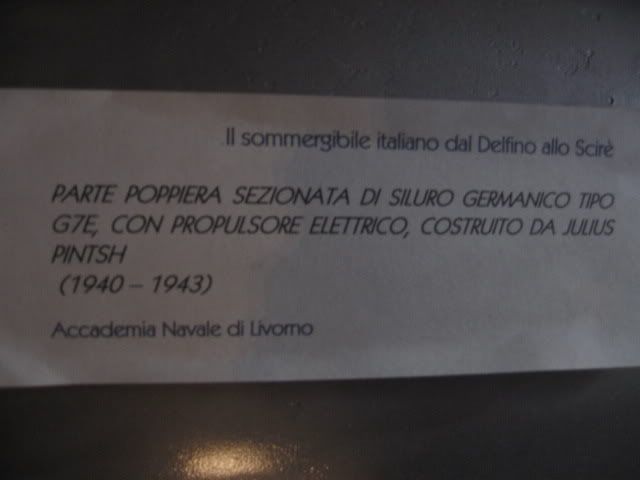 Il sommergibile italiano dal Delfino allo Scirè
PARTE POPPIERA SEZIONATA DI SILURO GERMANICO TIPO
G7E, CON PROPULSORE ELETTRICO, COSTRUITO DA JULIUS
PINTSH
(1940 – 1943)
Accademia Navale di Livorno